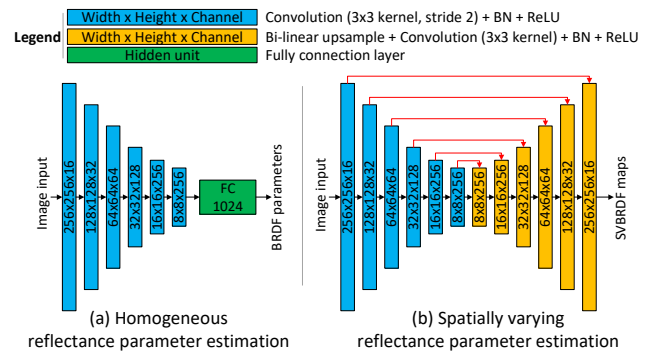 Legend
Width x Height x Channel
Convolution (3x3 kernel, stride 2) + BN + ReLU
Width x Height x Channel
Bi-linear upsample + Convolution (3x3 kernel) + BN + ReLU
Hidden unit
Fully connection layer
Image input
256x256x16
128x128x32
64x64x64
32x32x128
16x16x256
8x8x256
FC
1024
BRDF parameters
(a) Homogeneous
reflectance parameter estimation
Image input
256x256x16
128x128x32
64x64x64
32x32x128
16x16x256
8x8x256
8x8x256
16x16x256
32x32x128
64x64x64
128x128x32
256x256x16
SVBRDF maps
(b) Spatially varying
reflectance parameter estimation